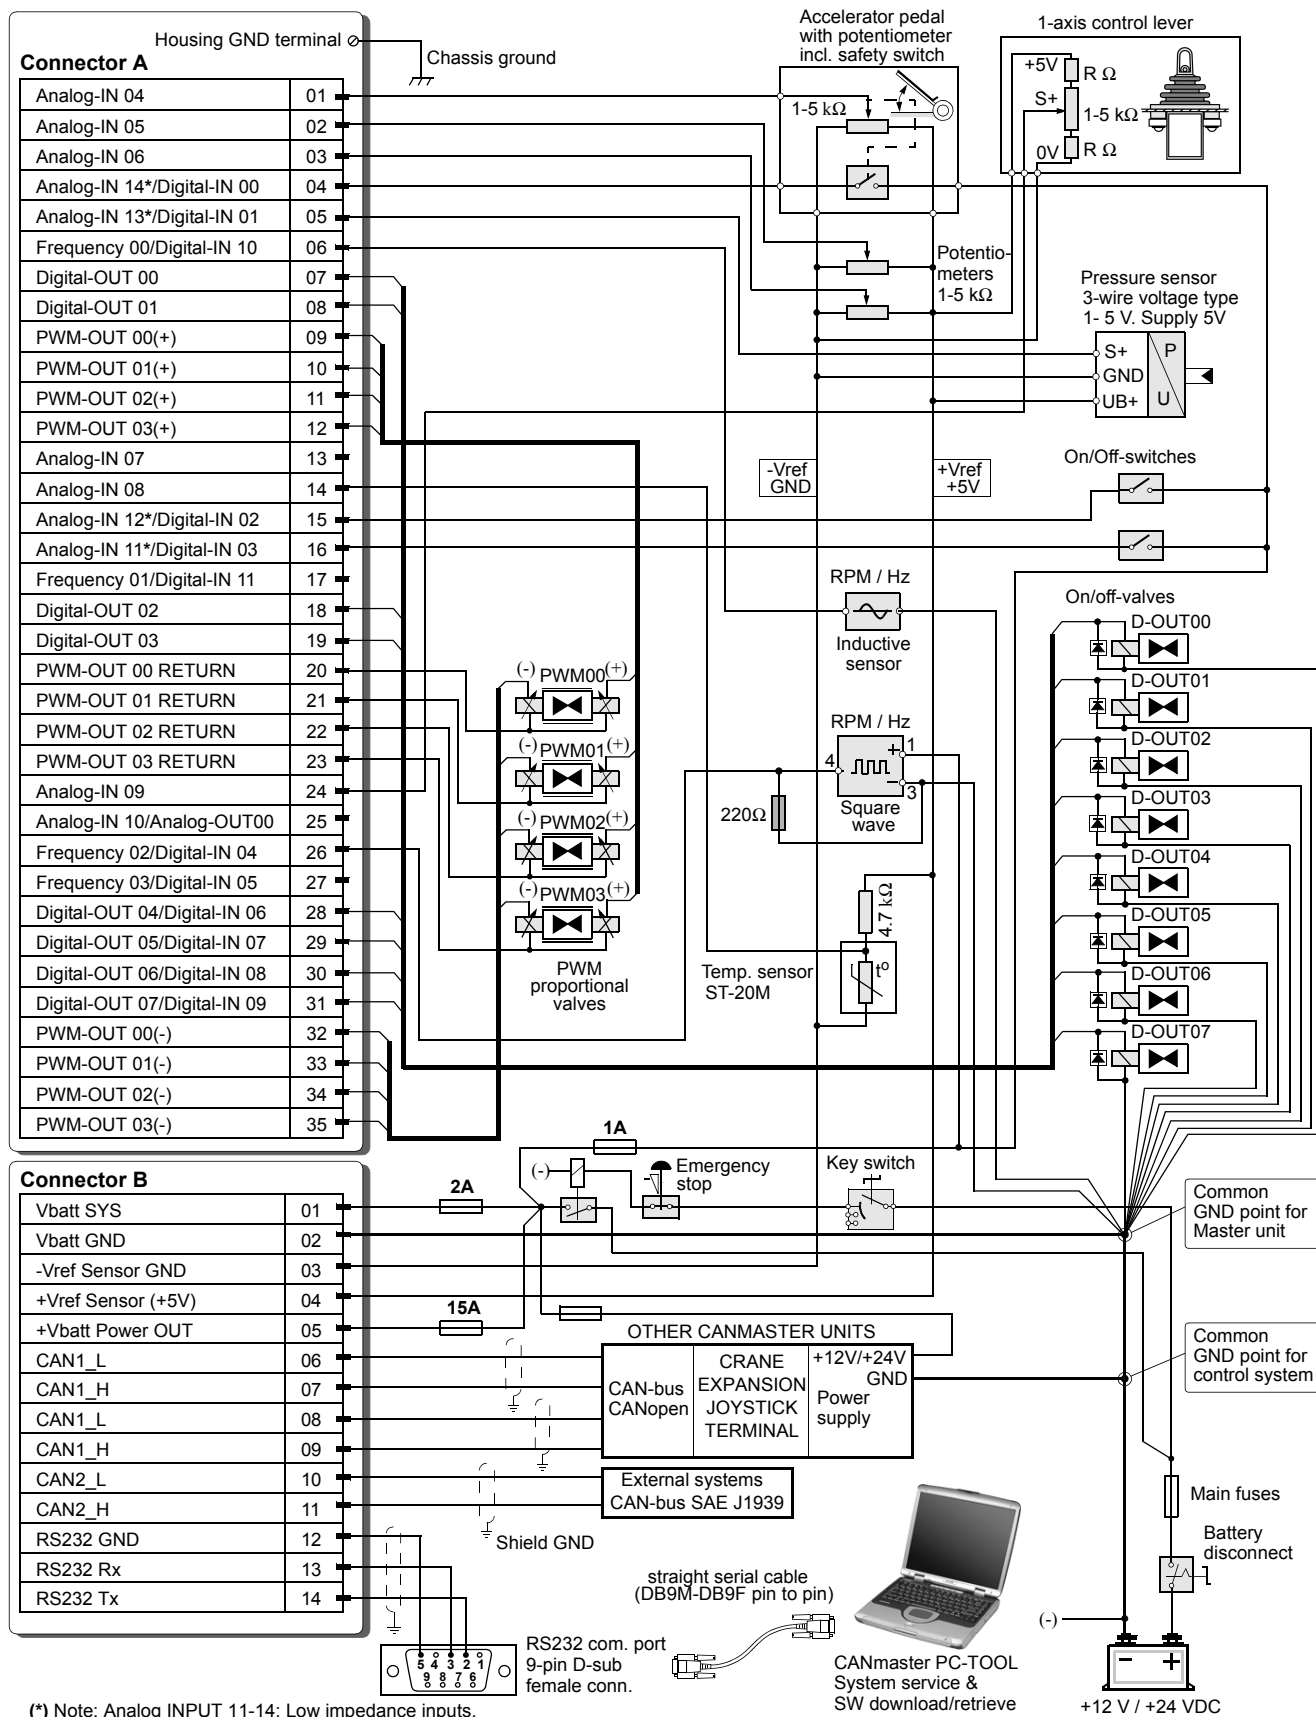 Housing GND terminal
Chassis ground
Connector A
Analog-IN 04 01
Analog-IN 05 02
Analog-IN 06 03
Analog-IN 14*/Digital-IN 00 04
Analog-IN 13*/Digital-IN 01 05
Frequency 00/Digital-IN 10 06
Digital-OUT 00 07
Digital-OUT 01 08
PWM-OUT 00(+) 09
PWM-OUT 01(+) 10
PWM-OUT 02(+) 11
PWM-OUT 03(+) 12
Analog-IN 07 13
Analog-IN 08 14
Analog-IN 12*/Digital-IN 02 15
Analog-IN 11*/Digital-IN 03 16
Frequency 01/Digital-IN 11 17
Digital-OUT 02 18
Digital-OUT 03 19
PWM-OUT 00 RETURN 20
PWM-OUT 01 RETURN 21
PWM-OUT 02 RETURN 22
PWM-OUT 03 RETURN 23
Analog-IN 09 24
Analog-IN 10/Analog-OUT00 25
Frequency 02/Digital-IN 04 26
Frequency 03/Digital-IN 05 27
Digital-OUT 04/Digital-IN 06 28
Digital-OUT 05/Digital-IN 07 29
Digital-OUT 06/Digital-IN 08 30
Digital-OUT 07/Digital-IN 09 31
PWM-OUT 00(-) 32
PWM-OUT 01(-) 33
PWM-OUT 02(-) 34
PWM-OUT 03(-) 35
Accelerator pedal
with potentiometer
incl. safety switch
1-5 kΩ
1-axis control lever
+5V
R Ω
S+
1-5 kΩ
0V
R Ω
Potentio-
meters
1-5 kΩ
Pressure sensor
3-wire voltage type
1- 5 V. Supply 5V
S+
GND
UB+
P
U
-Vref
GND
+Vref
+5V
On/Off-switches
RPM / Hz
Inductive
sensor
RPM / Hz
4
+
1
−
3
Square
wave
220Ω
4.7 kΩ
Temp. sensor
ST-20M
t°
(-) PWM00 (+)
(-) PWM01 (+)
(-) PWM02 (+)
(-) PWM03 (+)
PWM
proportional
valves
On/off-valves
D-OUT00
D-OUT01
D-OUT02
D-OUT03
D-OUT04
D-OUT05
D-OUT06
D-OUT07
1A
Connector B
Vbatt SYS 01
Vbatt GND 02
-Vref Sensor GND 03
+Vref Sensor (+5V) 04
+Vbatt Power OUT 05
CAN1_L 06
CAN1_H 07
CAN1_L 08
CAN1_H 09
CAN2_L 10
CAN2_H 11
RS232 GND 12
RS232 Rx 13
RS232 Tx 14
2A
(-)
Emergency
stop
Key switch
Common
GND point for
Master unit
15A
OTHER CANMASTER UNITS
CAN-bus
CANopen
CRANE
EXPANSION
JOYSTICK
TERMINAL
+12V/+24V
GND
Power
supply
Common
GND point for
control system
External systems
CAN-bus SAE J1939
Shield GND
Main fuses
Battery
disconnect
straight serial cable
(DB9M-DB9F pin to pin)
5 4 3 2 1
9 8 7 6
RS232 com. port
9-pin D-sub
female conn.
CANmaster PC-TOOL
System service &
SW download/retrieve
(-)
− +
+12 V / +24 VDC
(*) Note: Analog INPUT 11-14: Low impedance inputs.